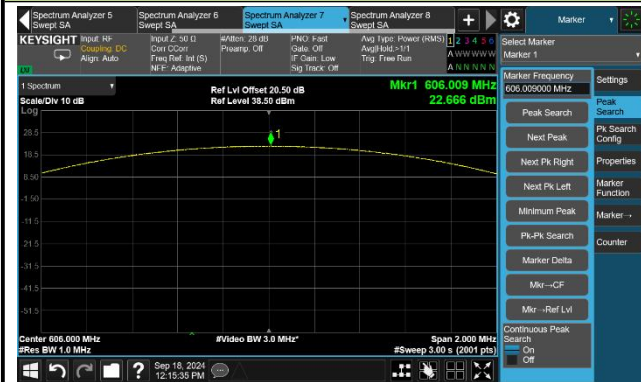 Spectrum Analyzer 5
Swept SA
Spectrum Analyzer 6
Swept SA
Spectrum Analyzer 7
Swept SA
Spectrum Analyzer 8
Swept SA
Marker
KEYSIGHT
Input: RF
Coupling: DC
Align: Auto
Input Z: 50 Ω
Corr CCorr
Freq Ref: Int (S)
NFE: Adaptive
#Atten: 28 dB
Preamp: Off
PNO: Fast
Gate: Off
IF Gain: Low
Sig Track: Off
Avg Type: Power (RMS)
Avg|Hold:>1/1
Trig: Free Run
1 2 3 4 5 6
A W W W W W
A N N N N N
Select Marker
Marker 1
1 Spectrum
Scale/Div 10 dB
Log
Ref Lvl Offset 20.50 dB
Ref Level 38.50 dBm
Mkr1 606.009 MHz
22.666 dBm
28.5
18.5
8.50
-1.50
-11.5
-21.5
-31.5
-41.5
-51.5
1
Center 606.000 MHz
#Res BW 1.0 MHz
#Video BW 3.0 MHz*
Span 2.000 MHz
#Sweep 3.00 s (2001 pts)
Marker Frequency
606.009000 MHz
Peak Search
Next Peak
Next Pk Right
Next Pk Left
Minimum Peak
Pk-Pk Search
Marker Delta
Mkr→CF
Mkr→Ref Lvl
Continuous Peak
Search
On
Off
Settings
Peak
Search
Pk Search
Config
Properties
Marker
Function
Marker→
Counter
Sep 18, 2024
12:15:35 PM